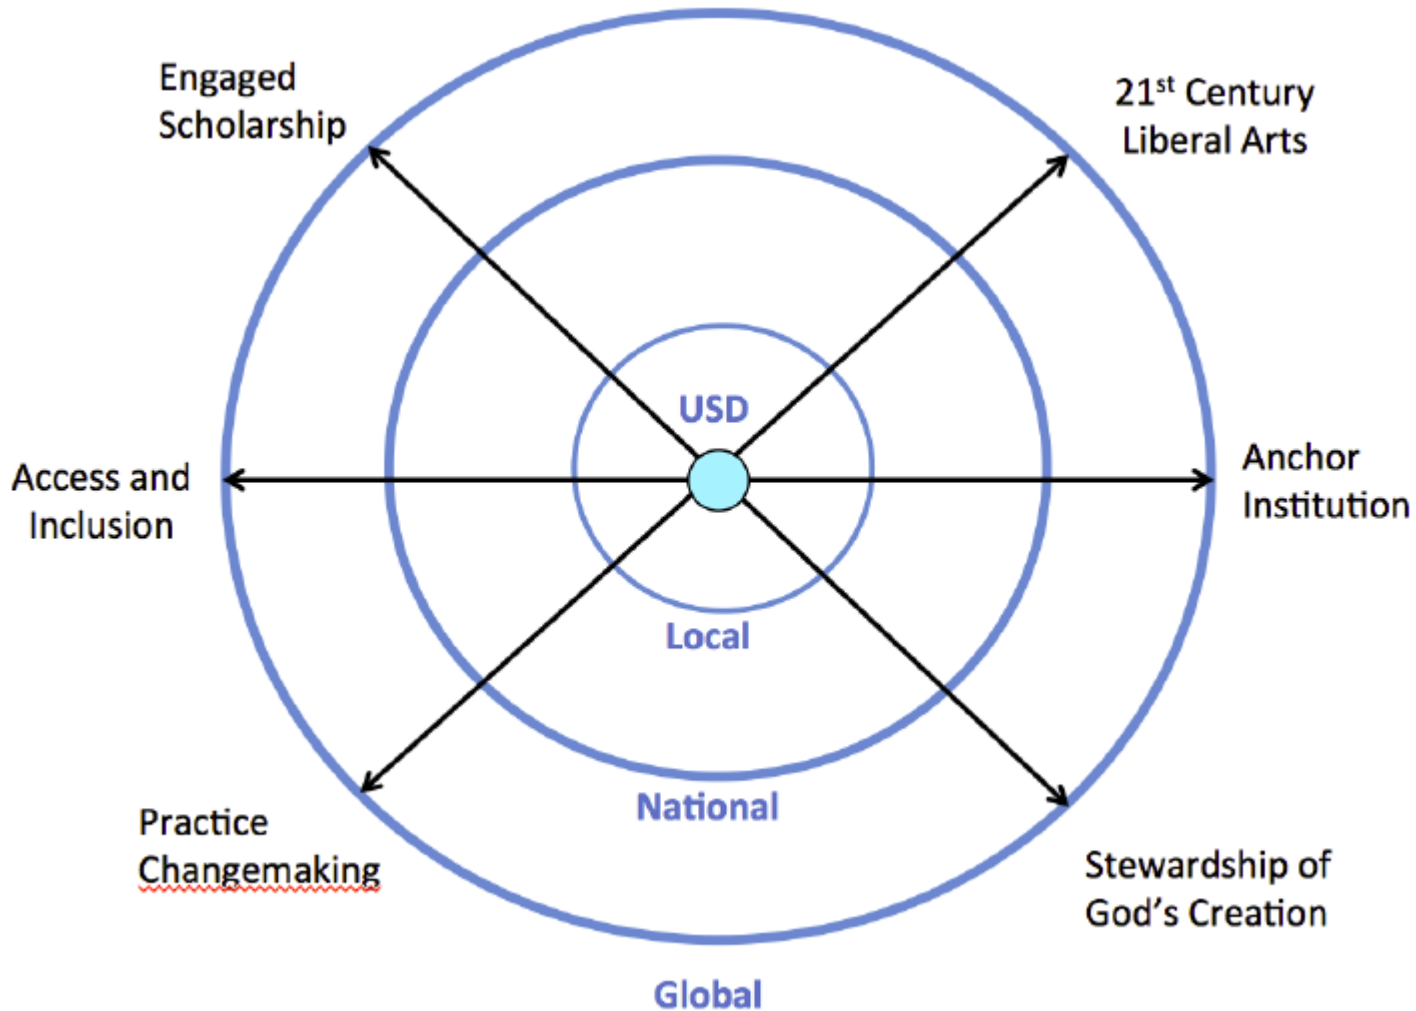 Engaged
Scholarship
21st Century
Liberal Arts
USD
Access and
Inclusion
Anchor
Institution
Local
National
Practice
Changemaking
Stewardship of
God's Creation
Global